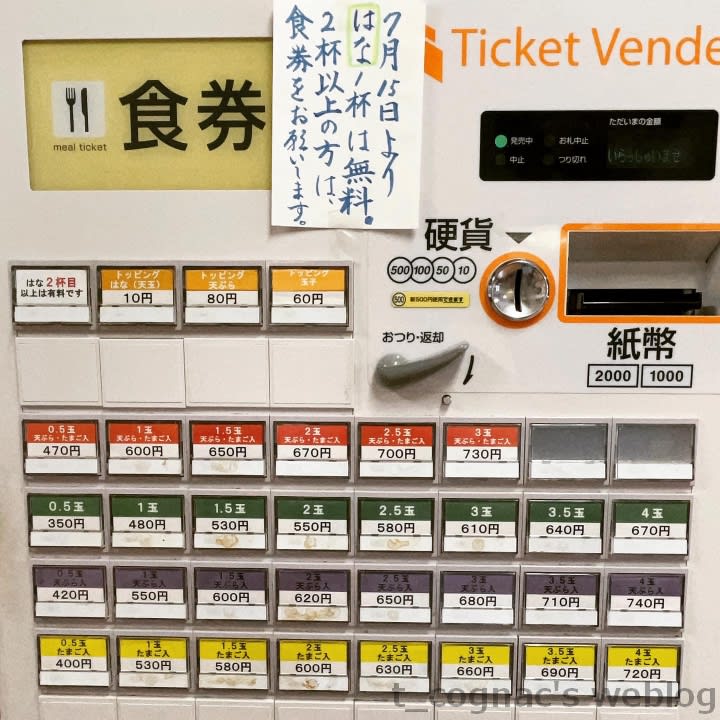 食券
meal ticket
7月15日より
はな1杯は無料。
2杯以上の方は、
食券をお願いします。
Ticket Vende
ただいまの金額
発売中
お札中止
中止
つり切れ
いらっしゃいませ
硬貨
500 100 50 10
500 新500円使用できます
おつり・返却
紙幣
2000 1000
はな2杯目
以上は有料です
トッピング
はな(天玉)
10円
トッピング
天ぷら
80円
トッピング
玉子
60円
0.5玉
天ぷら・たまご入
470円
1玉
天ぷら・たまご入
600円
1.5玉
天ぷら・たまご入
650円
2玉
天ぷら・たまご入
670円
2.5玉
天ぷら・たまご入
700円
3玉
天ぷら・たまご入
730円
0.5玉
350円
1玉
480円
1.5玉
530円
2玉
550円
2.5玉
580円
3玉
610円
3.5玉
640円
4玉
670円
0.5玉
天ぷら入
420円
1玉
天ぷら入
550円
1.5玉
天ぷら入
600円
2玉
天ぷら入
620円
2.5玉
天ぷら入
650円
3玉
天ぷら入
680円
3.5玉
天ぷら入
710円
4玉
天ぷら入
740円
0.5玉
たまご入
400円
1玉
たまご入
530円
1.5玉
たまご入
580円
2玉
たまご入
600円
2.5玉
たまご入
630円
3玉
たまご入
660円
3.5玉
たまご入
690円
4玉
たまご入
720円
t_cognac's weblog